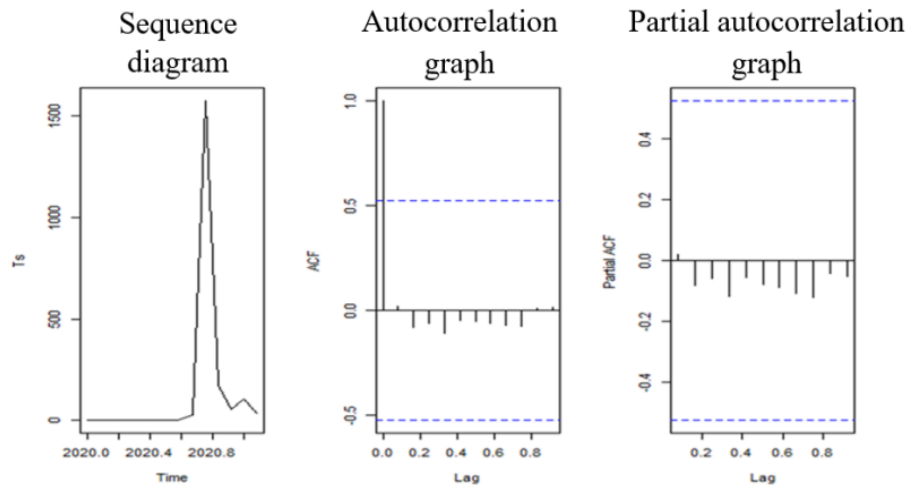 Sequence
diagram
Autocorrelation
graph
Partial autocorrelation
graph
1500
1000
500
0
Ts
2020.0
2020.4
2020.8
Time
1.0
0.5
0.0
-0.5
ACF
0.0
0.2
0.4
0.6
0.8
Lag
0.4
0.2
0.0
-0.2
-0.4
Partial ACF
0.2
0.4
0.6
0.8
Lag